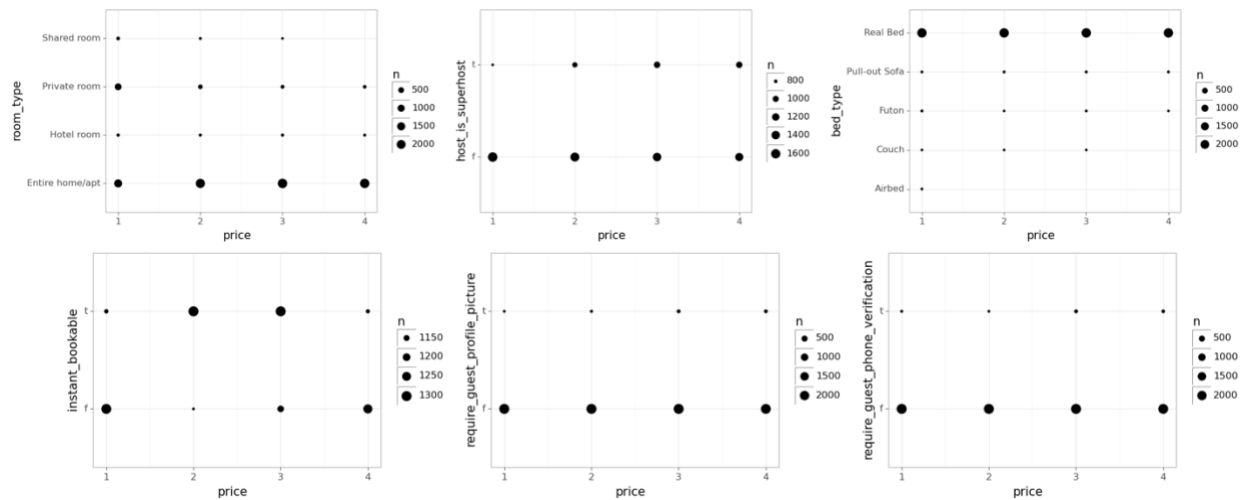 room_type
Shared room
Private room
Hotel room
Entire home/apt
1 2 3 4
price
n
500
1000
1500
2000
host_is_superhost
t
f
1 2 3 4
price
n
800
1000
1200
1400
1600
bed_type
Real Bed
Pull-out Sofa
Futon
Couch
Airbed
1 2 3 4
price
n
500
1000
1500
2000
instant_bookable
t
f
1 2 3 4
price
n
1150
1200
1250
1300
require_guest_profile_picture
t
f
1 2 3 4
price
n
500
1000
1500
2000
require_guest_phone_verification
t
f
1 2 3 4
price
n
500
1000
1500
2000